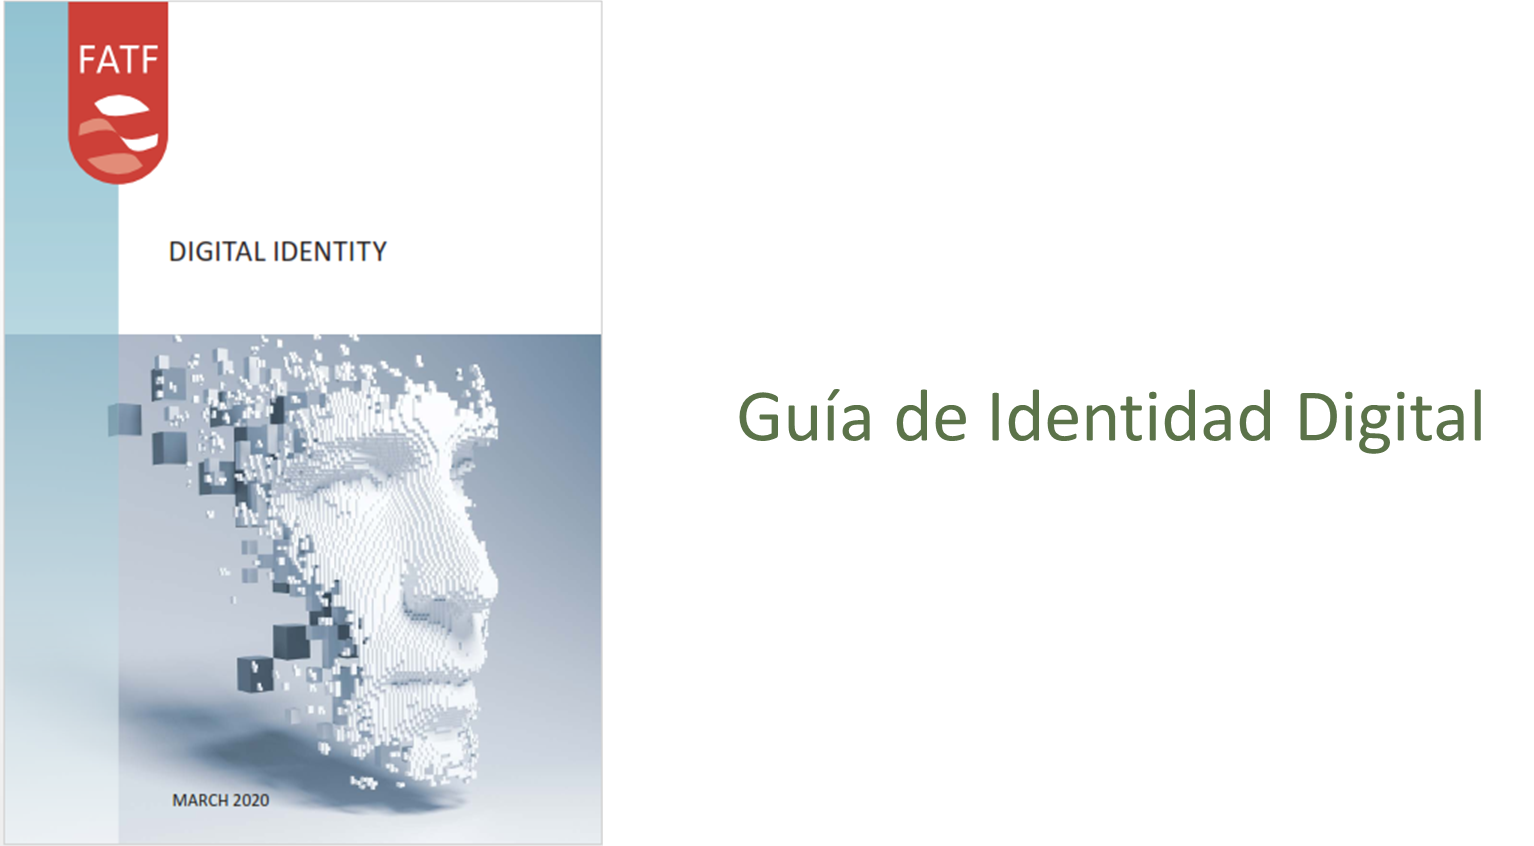 FATF
DIGITAL IDENTITY
MARCH 2020
Guía de Identidad Digital